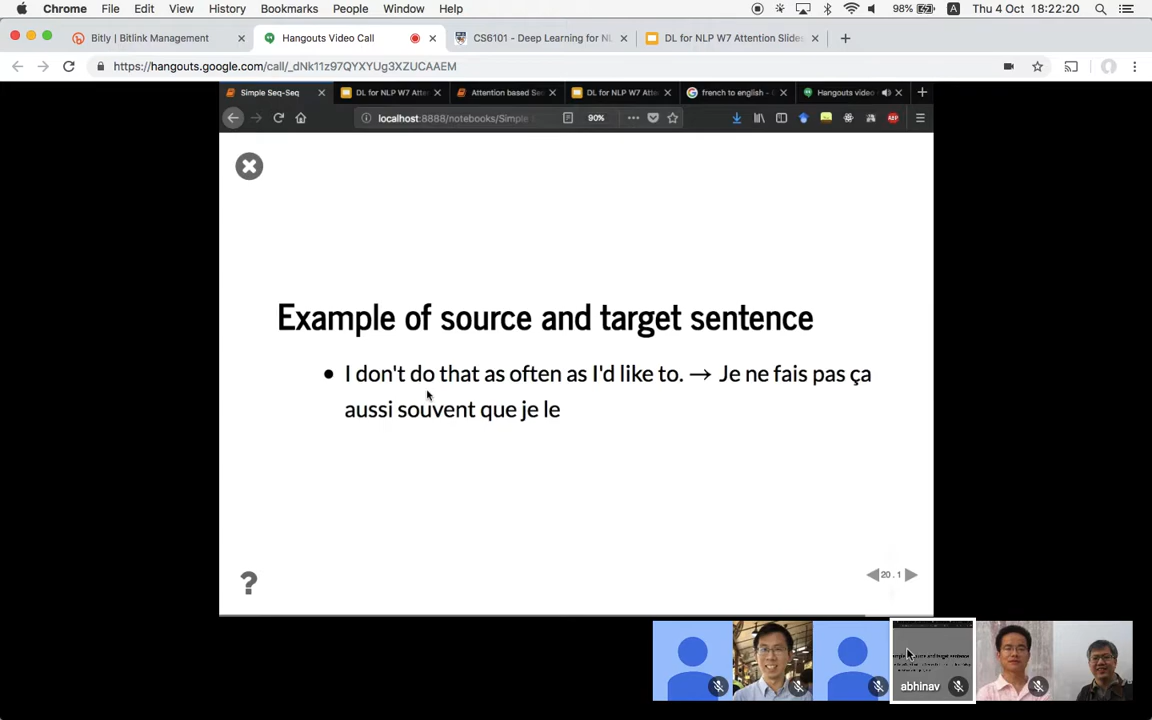 Chrome File Edit View History Bookmarks People Window Help 98% A Thu 4 Oct 18:22:20
Bitly | Bitlink Management Hangouts Video Call CS6101 - Deep Learning for NL DL for NLP W7 Attention Slides
https://hangouts.google.com/call/_dNk11z97QYXYUg3XZUCAAEM
Simple Seq-Seq DL for NLP W7 Atte Attention based Se DL for NLP W7 Atte french to english - Hangouts video
localhost:8888/notebooks/Simple 90% ABP
Example of source and target sentence
I don't do that as often as I'd like to. → Je ne fais pas ça
aussi souvent que je le
? 20.1
abhinav